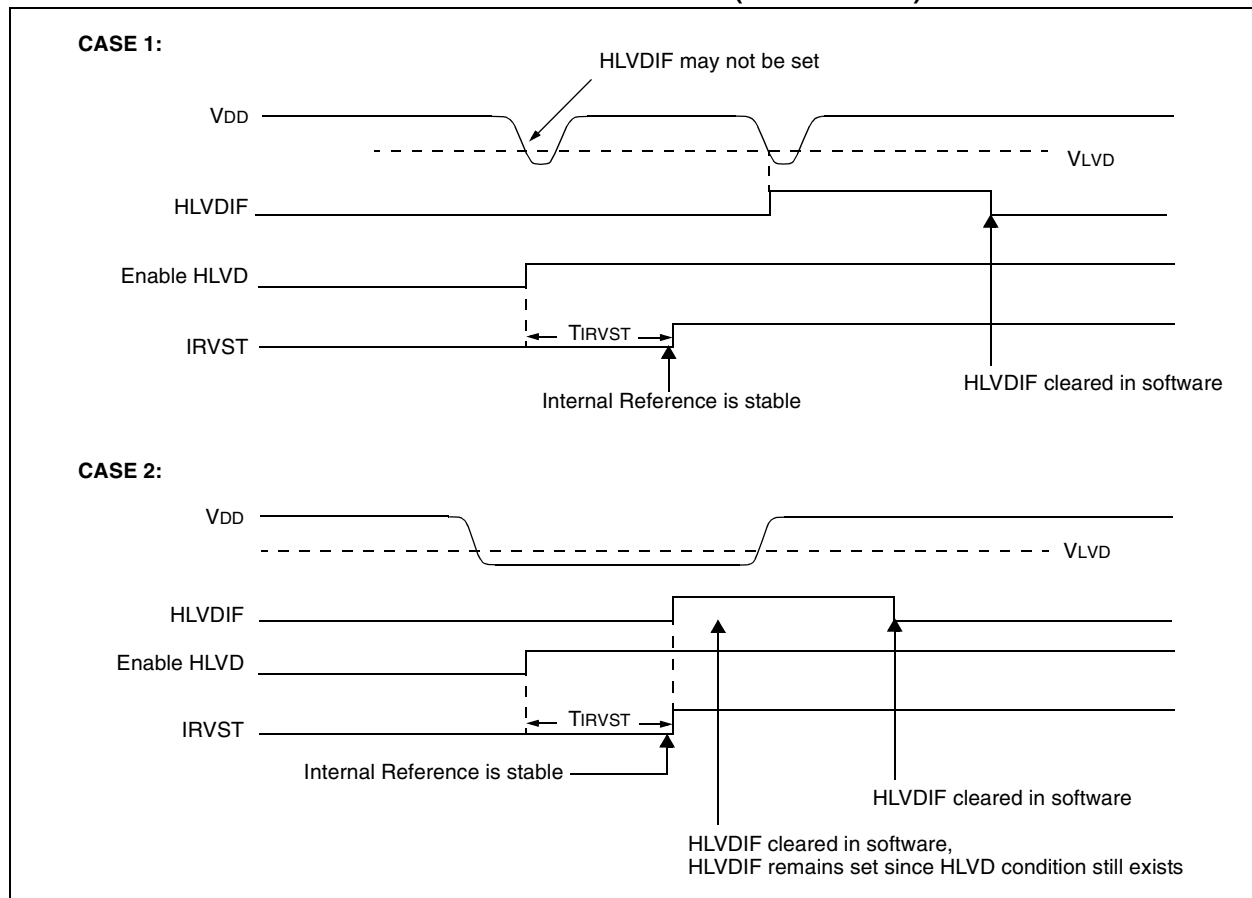 CASE 1:
HLVDIF may not be set
VDD
VLVD
HLVDIF
Enable HLVD
TIRVST
IRVST
HLVDIF cleared in software
Internal Reference is stable
CASE 2:
VDD
VLVD
HLVDIF
Enable HLVD
TIRVST
IRVST
Internal Reference is stable
HLVDIF cleared in software
HLVDIF cleared in software,
HLVDIF remains set since HLVD condition still exists